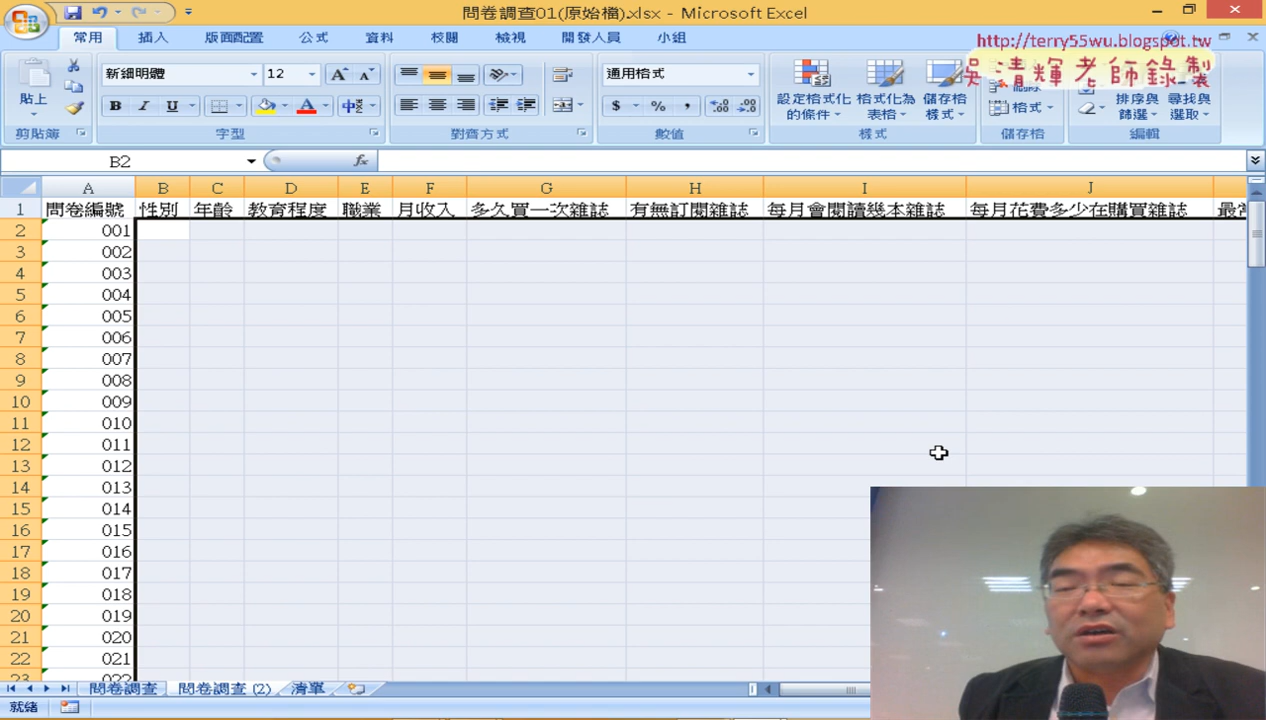 問卷調查01(原始檔).xlsx - Microsoft Excel
常用 插入 版面配置 公式 資料 校閱 檢視 開發人員 小組
http://terry55wu.blogspot.tw
吳清輝老師錄製
新細明體 12 通用格式
貼上 B I U $ % , 設定格式化的條件 格式化為表格 儲存格樣式 格式 排序與篩選 尋找與選取
剪貼簿 字型 對齊方式 數值 樣式 儲存格 編輯
B2 fx
A B C D E F G H I J
1 問卷編號 性別 年齡 教育程度 職業 月收入 多久買一次雜誌 有無訂閱雜誌 每月會閱讀幾本雜誌 每月花費多少在購買雜誌
2 001
3 002
4 003
5 004
6 005
7 006
8 007
9 008
10 009
11 010
12 011
13 012
14 013
15 014
16 015
17 016
18 017
19 018
20 019
21 020
22 021
23 022
問卷調查 問卷調查 (2) 清單
就緒